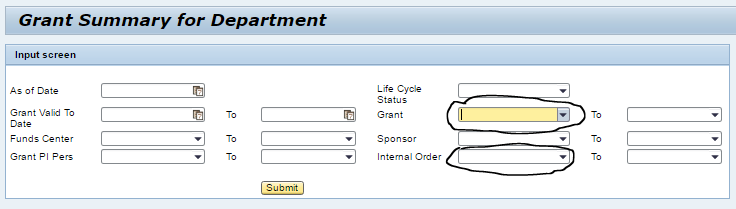 Grant Summary for Department
Input screen
As of Date
Life Cycle
Status
Grant Valid To
Date
To
Grant
To
Funds Center
To
Sponsor
To
Grant PI Pers
To
Internal Order
To
Submit